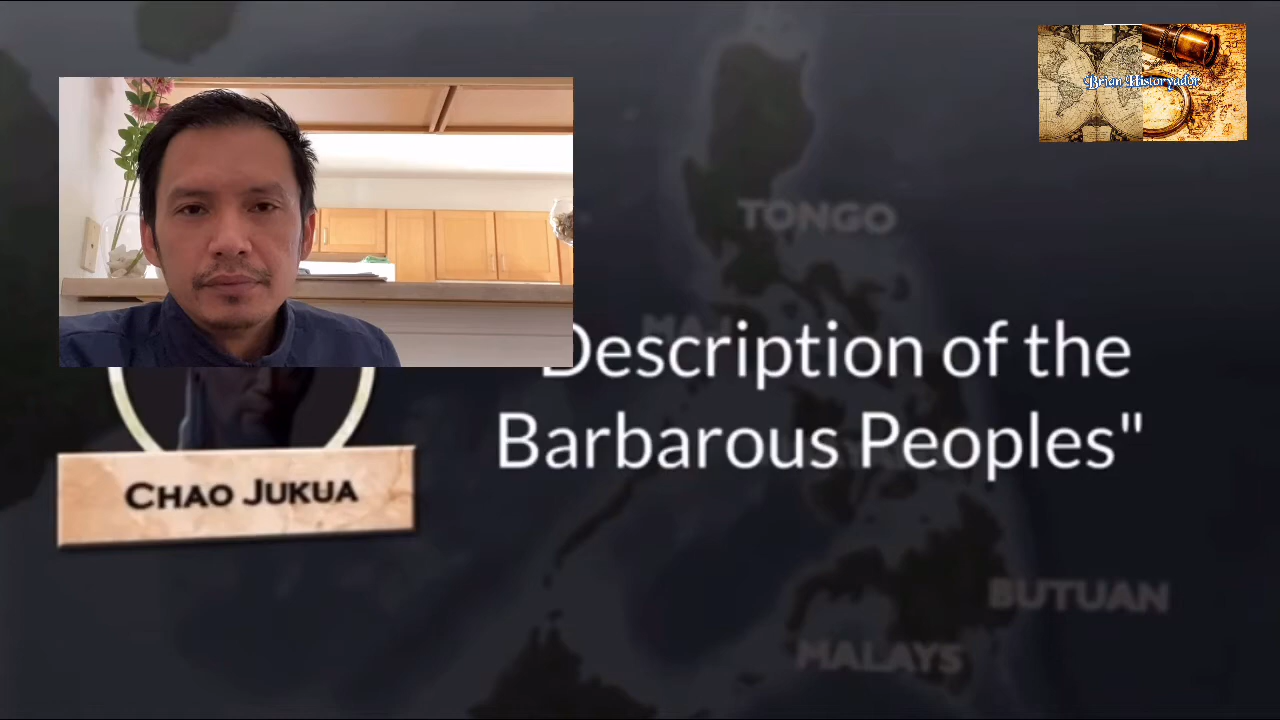 Brian Historyador
TONGO
"Description of the
Barbarous Peoples"
CHAO JUKUA
BUTUAN
MALAYS